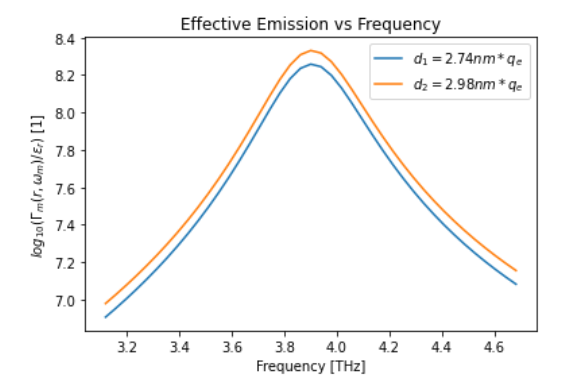 Effective Emission vs Frequency
8.4
8.2
8.0
7.8
7.6
7.4
7.2
7.0
log₁₀(Γₘ(r, ωₘ)/εᵣ) [1]
d₁ = 2.74nm * qₑ
d₂ = 2.98nm * qₑ
3.2 3.4 3.6 3.8 4.0 4.2 4.4 4.6
Frequency [THz]